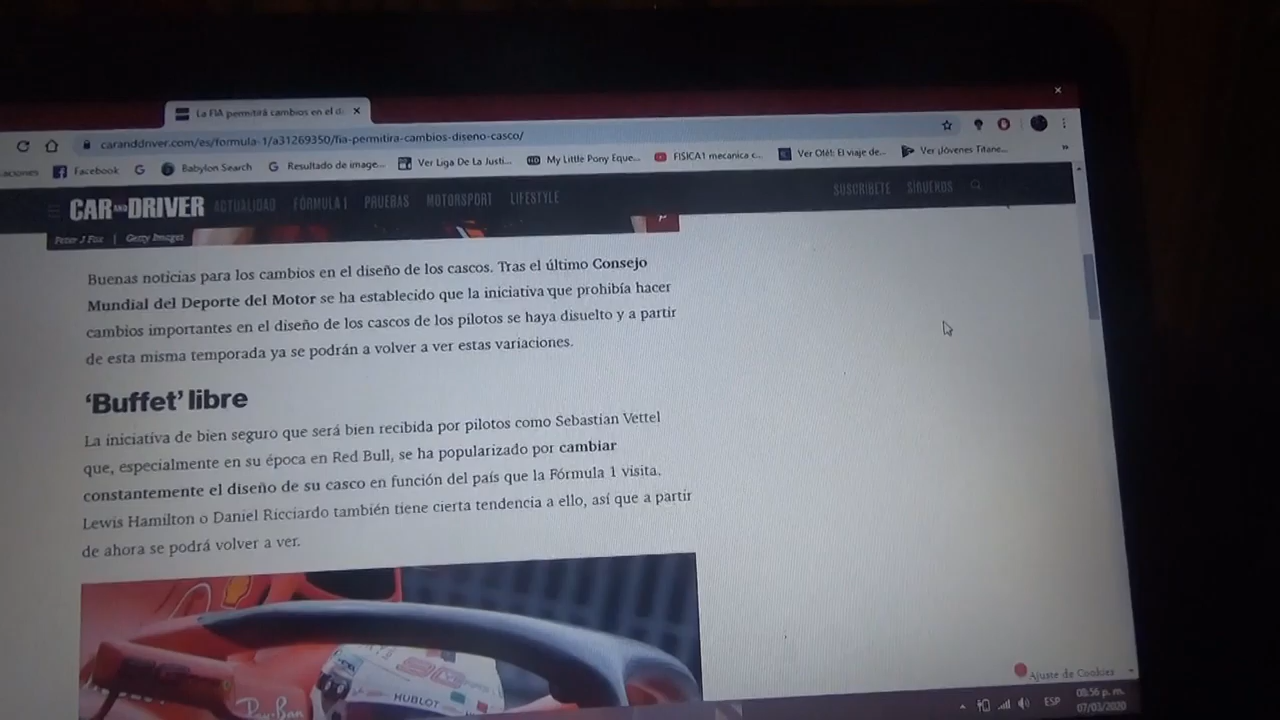 La FIA permitirá cambios en el d
caranddriver.com/es/formula-1/a31269350/fia-permitira-cambios-diseno-casco/
Facebook G Babylon Search G Resultado de image... Ver Liga De La Justi... My Little Pony Eque... FISICA1 mecanica c... Ver Olé!: El viaje de... Ver ¡Jóvenes Titane... »
CAR AND DRIVER ACTUALIDAD FÓRMULA 1 PRUEBAS MOTORSPORT LIFESTYLE SUSCRÍBETE SÍGUENOS
Peter J Fox | Getty Images
Buenas noticias para los cambios en el diseño de los cascos. Tras el último Consejo
Mundial del Deporte del Motor se ha establecido que la iniciativa que prohibía hacer
cambios importantes en el diseño de los cascos de los pilotos se haya disuelto y a partir
de esta misma temporada ya se podrán a volver a ver estas variaciones.
‘Buffet’ libre
La iniciativa de bien seguro que será bien recibida por pilotos como Sebastian Vettel
que, especialmente en su época en Red Bull, se ha popularizado por cambiar
constantemente el diseño de su casco en función del país que la Fórmula 1 visita.
Lewis Hamilton o Daniel Ricciardo también tiene cierta tendencia a ello, así que a partir
de ahora se podrá volver a ver.
HUBLOT
Ray-Ban
Ajuste de Cookies
ESP
08:56 p. m.
07/03/2020